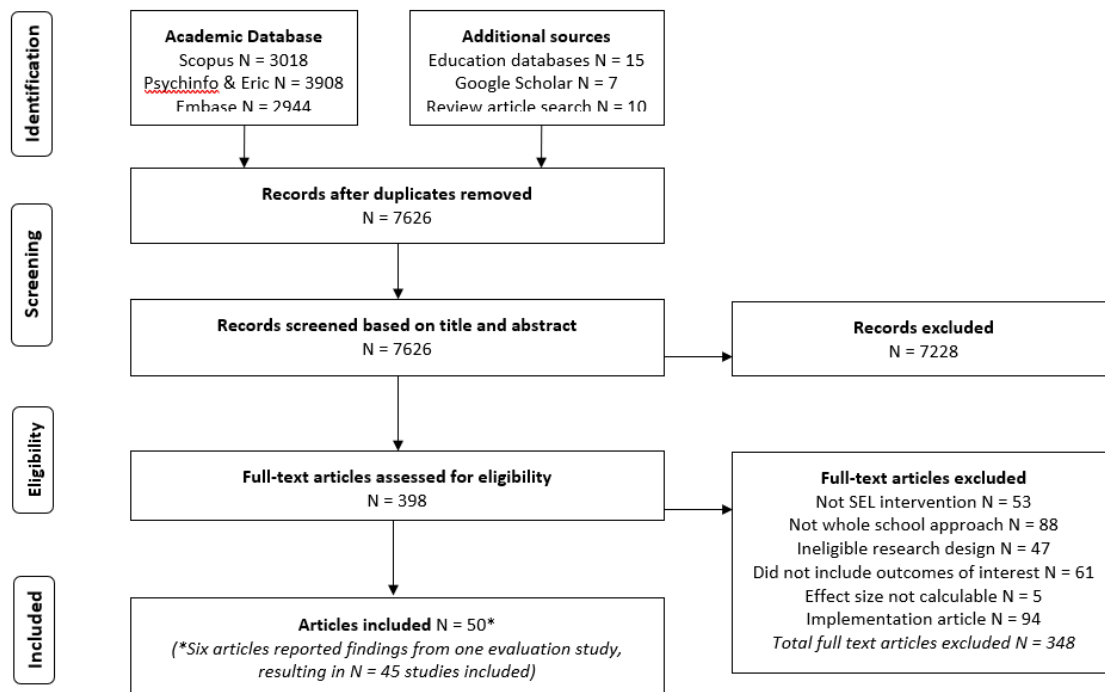 Identification
Academic Database
Scopus N = 3018
Psychinfo & Eric N = 3908
Embase N = 2944
Additional sources
Education databases N = 15
Google Scholar N = 7
Review article search N = 10
Screening
Records after duplicates removed
N = 7626
Records screened based on title and abstract
N = 7626
Records excluded
N = 7228
Eligibility
Full-text articles assessed for eligibility
N = 398
Full-text articles excluded
Not SEL intervention N = 53
Not whole school approach N = 88
Ineligible research design N = 47
Did not include outcomes of interest N = 61
Effect size not calculable N = 5
Implementation article N = 94
Total full text articles excluded N = 348
Included
Articles included N = 50*
(*Six articles reported findings from one evaluation study,
resulting in N = 45 studies included)